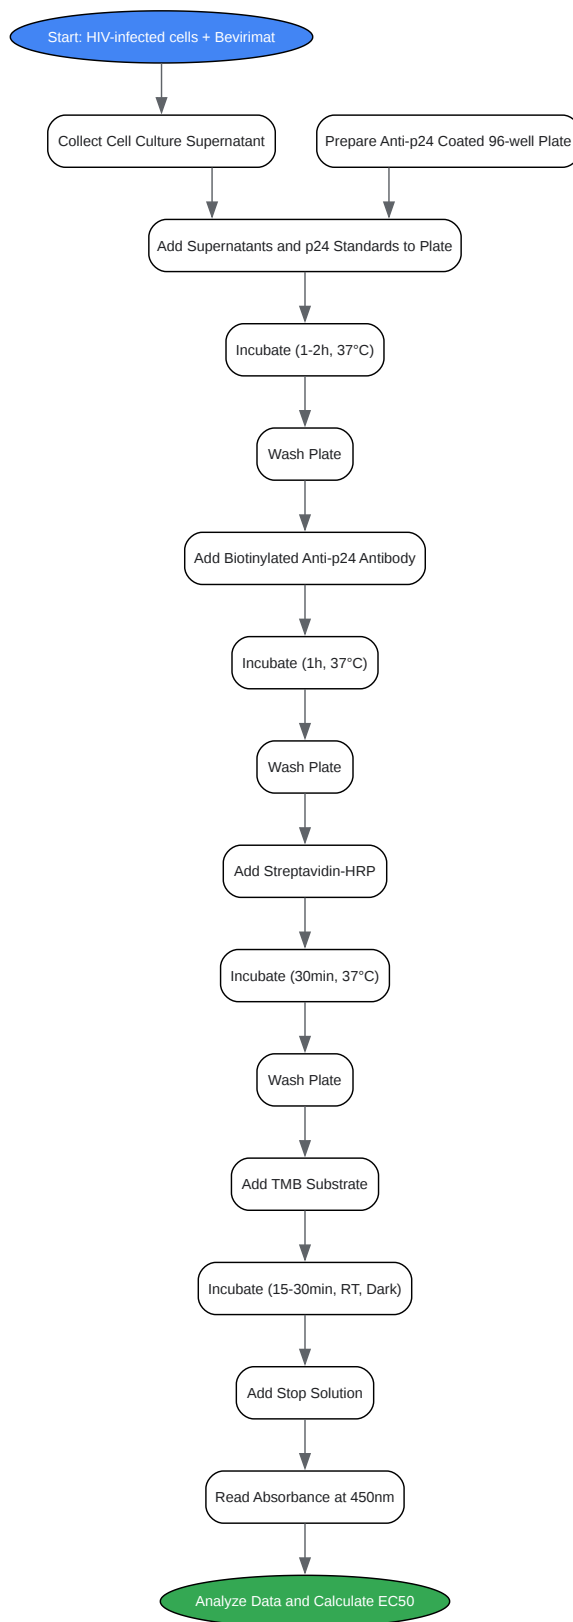 Start: HIV-infected cells + Bevirimat
Collect Cell Culture Supernatant
Prepare Anti-p24 Coated 96-well Plate
Add Supernatants and p24 Standards to Plate
Incubate (1-2h, 37°C)
Wash Plate
Add Biotinylated Anti-p24 Antibody
Incubate (1h, 37°C)
Wash Plate
Add Streptavidin-HRP
Incubate (30min, 37°C)
Wash Plate
Add TMB Substrate
Incubate (15-30min, RT, Dark)
Add Stop Solution
Read Absorbance at 450nm
Analyze Data and Calculate EC50